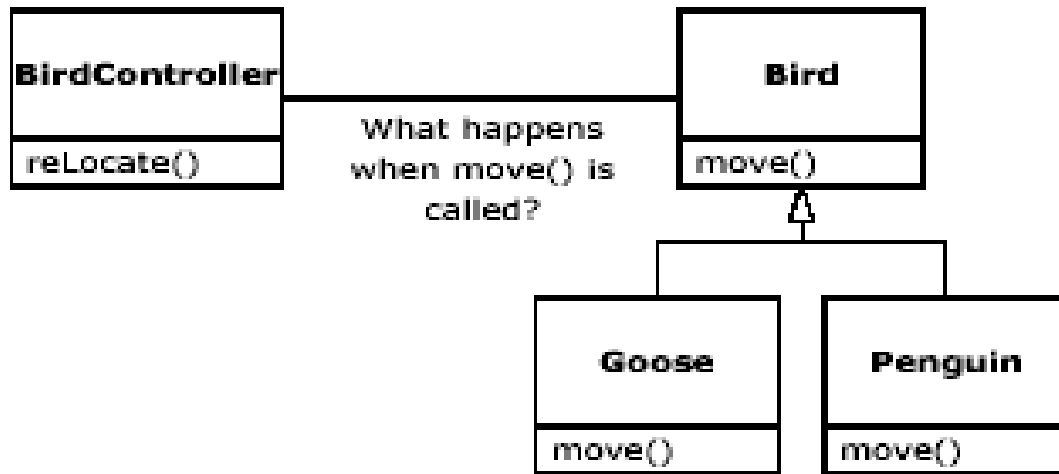 BirdController
reLocate()
What happens
when move() is
called?
Bird
move()
Goose
move()
Penguin
move()